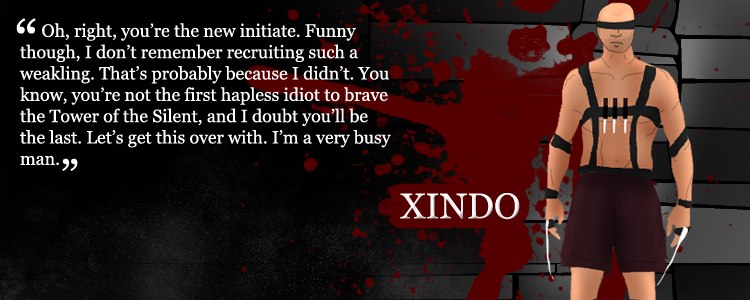 “ Oh, right, you’re the new initiate. Funny
though, I don’t remember recruiting such a
weakling. That’s probably because I didn’t. You
know, you’re not the first hapless idiot to brave
the Tower of the Silent, and I doubt you’ll be
the last. Let’s get this over with. I’m a very busy
man. ”
XINDO